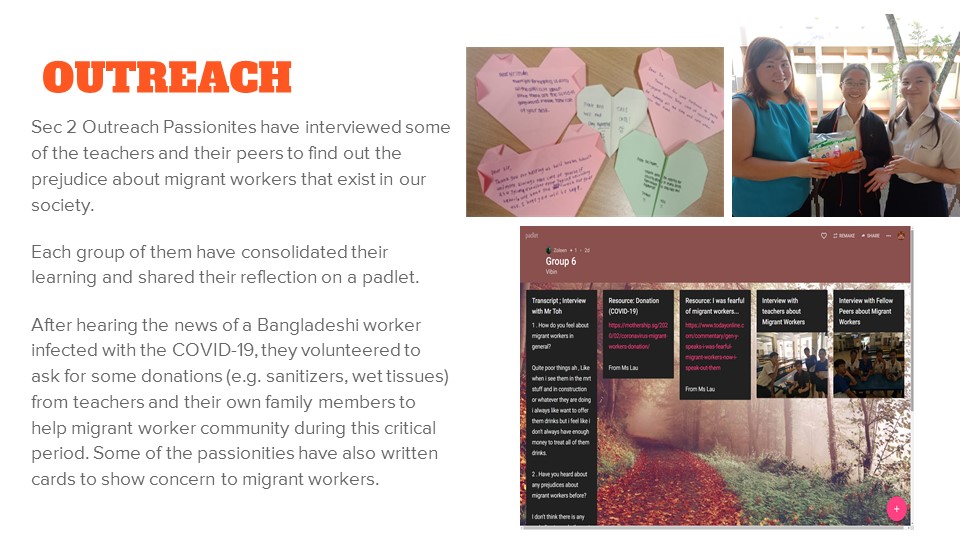 OUTREACH
Sec 2 Outreach Passionites have interviewed some
of the teachers and their peers to find out the
prejudice about migrant workers that exist in our
society.
Each group of them have consolidated their
learning and shared their reflection on a padlet.
After hearing the news of a Bangladeshi worker
infected with the COVID-19, they volunteered to
ask for some donations (e.g. sanitizers, wet tissues)
from teachers and their own family members to
help migrant worker community during this critical
period. Some of the passionities have also written
cards to show concern to migrant workers.
padlet
REMAKE
SHARE
Zoleen + 1 · 3d
Group 6
Vibin
Transcript ; Interview
with Mr Toh
1 . How do you feel about
migrant workers in
general?
Quite poor things ah , Like
when i see them in the mrt
stuff and in construction
or whatever they are doing
i always like want to offer
them drinks but i feel like i
don't always have enough
money to treat all of them
drinks.
2 . Have you heard about
any prejudices about
migrant workers before?
I don't think there is any
Resource: Donation
(COVID-19)
https://mothership.sg/202
0/02/coronavirus-migrant-
workers-donation/
From Ms Lau
Resource: I was fearful
of migrant workers...
https://www.todayonline.c
om/commentary/gen-y-
speaks-i-was-fearful-
migrant-workers-now-i-
speak-out-them
From Ms Lau
Interview with
teachers about
Migrant Workers
Interview with Fellow
Peers about Migrant
Workers